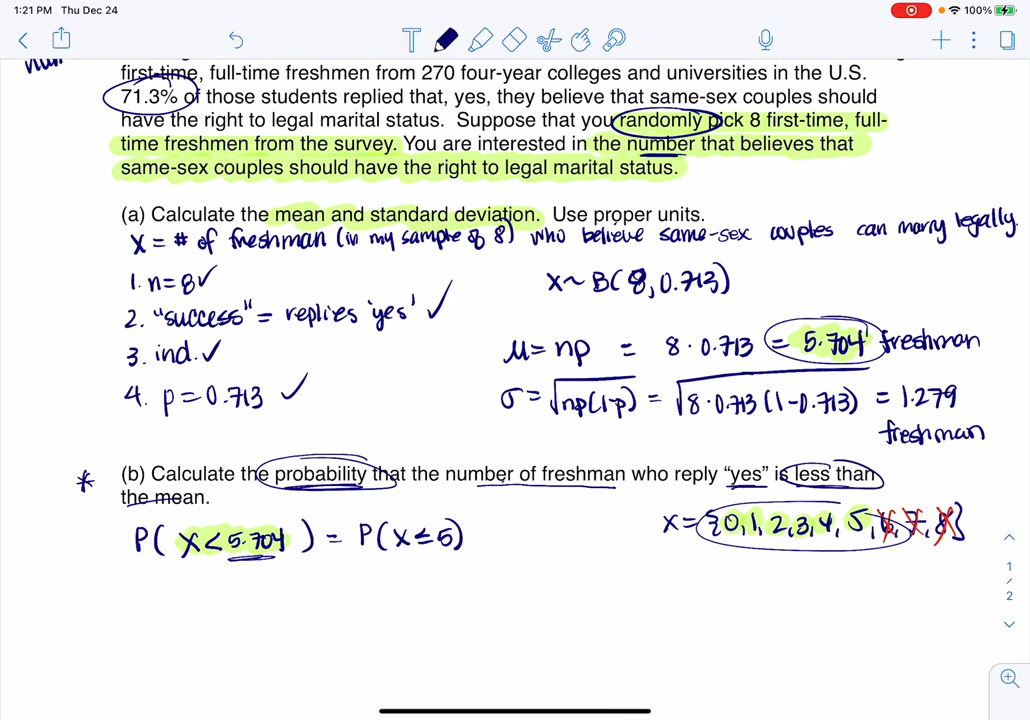 1:21 PM Thu Dec 24
100%
first-time, full-time freshmen from 270 four-year colleges and universities in the U.S.
71.3% of those students replied that, yes, they believe that same-sex couples should
have the right to legal marital status. Suppose that you randomly pick 8 first-time, full-
time freshmen from the survey. You are interested in the number that believes that
same-sex couples should have the right to legal marital status.
(a) Calculate the mean and standard deviation. Use proper units.
X = # of freshman (in my sample of 8) who believe same-sex couples can marry legally.
1. n=8 ✓
X ~ B(8, 0.713)
2. "success" = replies 'yes' ✓
3. ind. ✓
μ = np = 8 · 0.713 = 5.704 freshman
4. p = 0.713 ✓
σ = √np(1-p) = √8 · 0.713 (1-0.713) = 1.279
freshman
* (b) Calculate the probability that the number of freshman who reply “yes” is less than
the mean.
X = {0, 1, 2, 3, 4, 5, 6, 7, 8}
P( X < 5.704 ) = P(X ≤ 5)
1
/
2